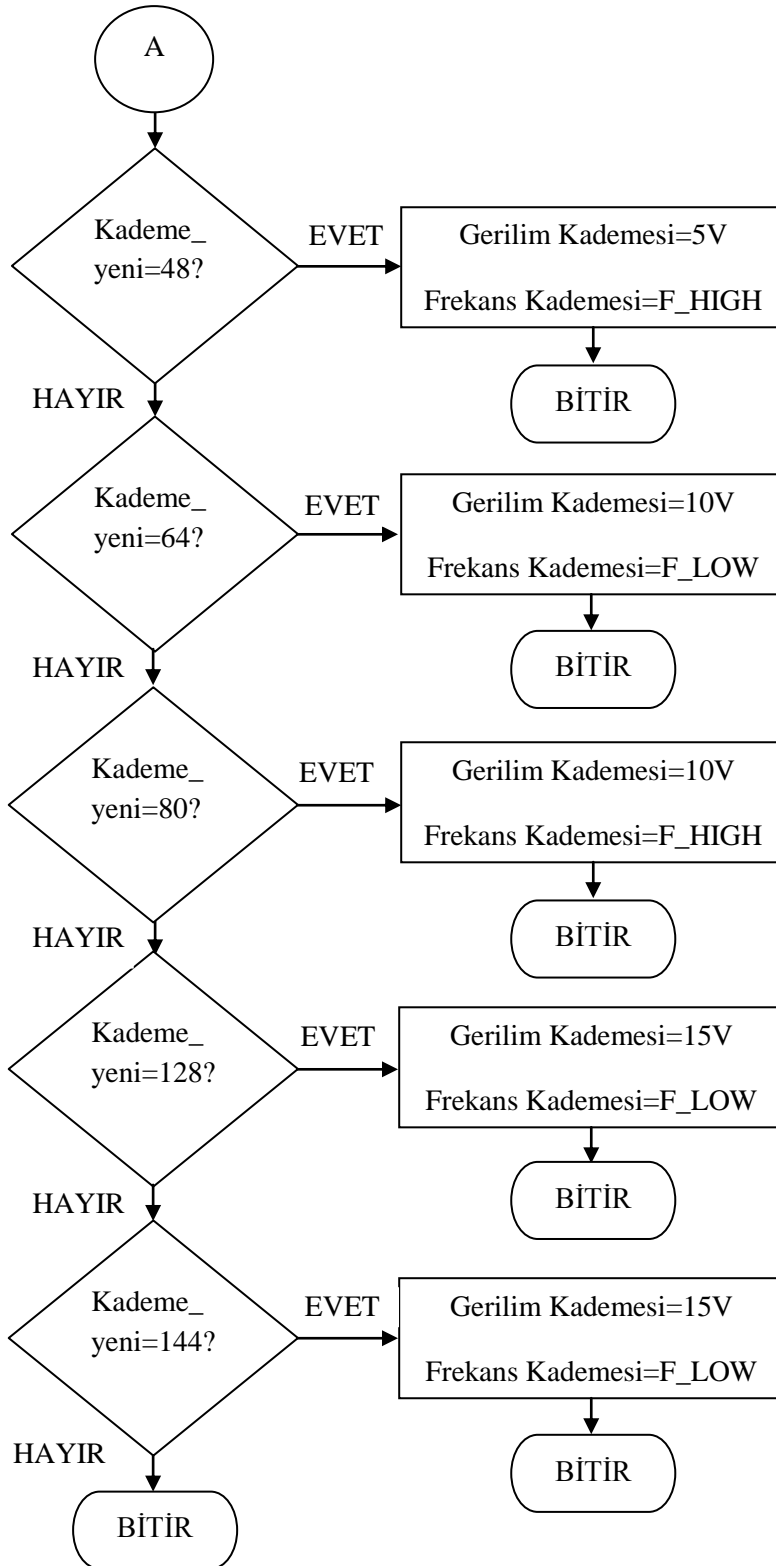 A
Kademe_
yeni=48?
EVET
Gerilim Kademesi=5V
Frekans Kademesi=F_HIGH
BİTİR
HAYIR
Kademe_
yeni=64?
EVET
Gerilim Kademesi=10V
Frekans Kademesi=F_LOW
BİTİR
HAYIR
Kademe_
yeni=80?
EVET
Gerilim Kademesi=10V
Frekans Kademesi=F_HIGH
BİTİR
HAYIR
Kademe_
yeni=128?
EVET
Gerilim Kademesi=15V
Frekans Kademesi=F_LOW
BİTİR
HAYIR
Kademe_
yeni=144?
EVET
Gerilim Kademesi=15V
Frekans Kademesi=F_LOW
BİTİR
HAYIR
BİTİR